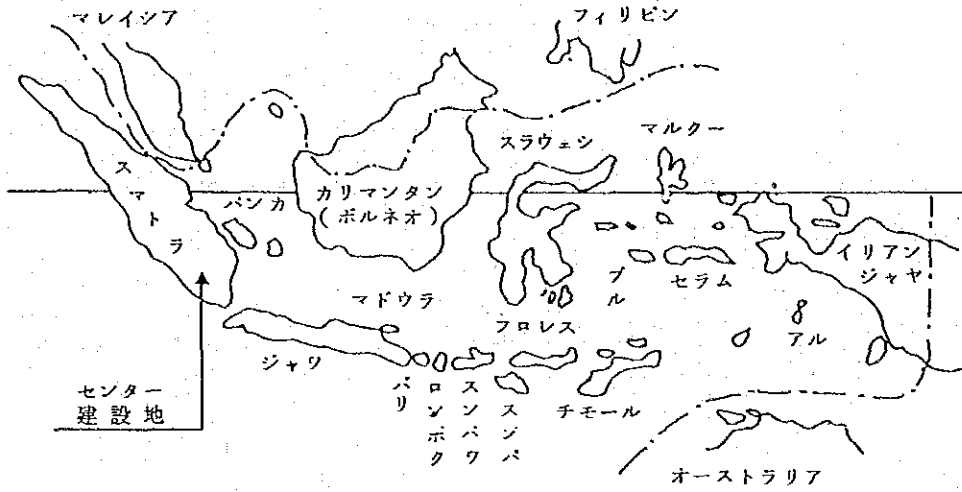 マレイシア
フィリピン
スマトラ
バンカ
カリマンタン
(ボルネオ)
スラウェシ
マルクー
イリアン
ジャヤ
ブル
セラム
アル
マドウラ
フロレス
ジャワ
バリ
ロンボク
スンバワ
スンバ
チモール
センター
建設地
オーストラリア